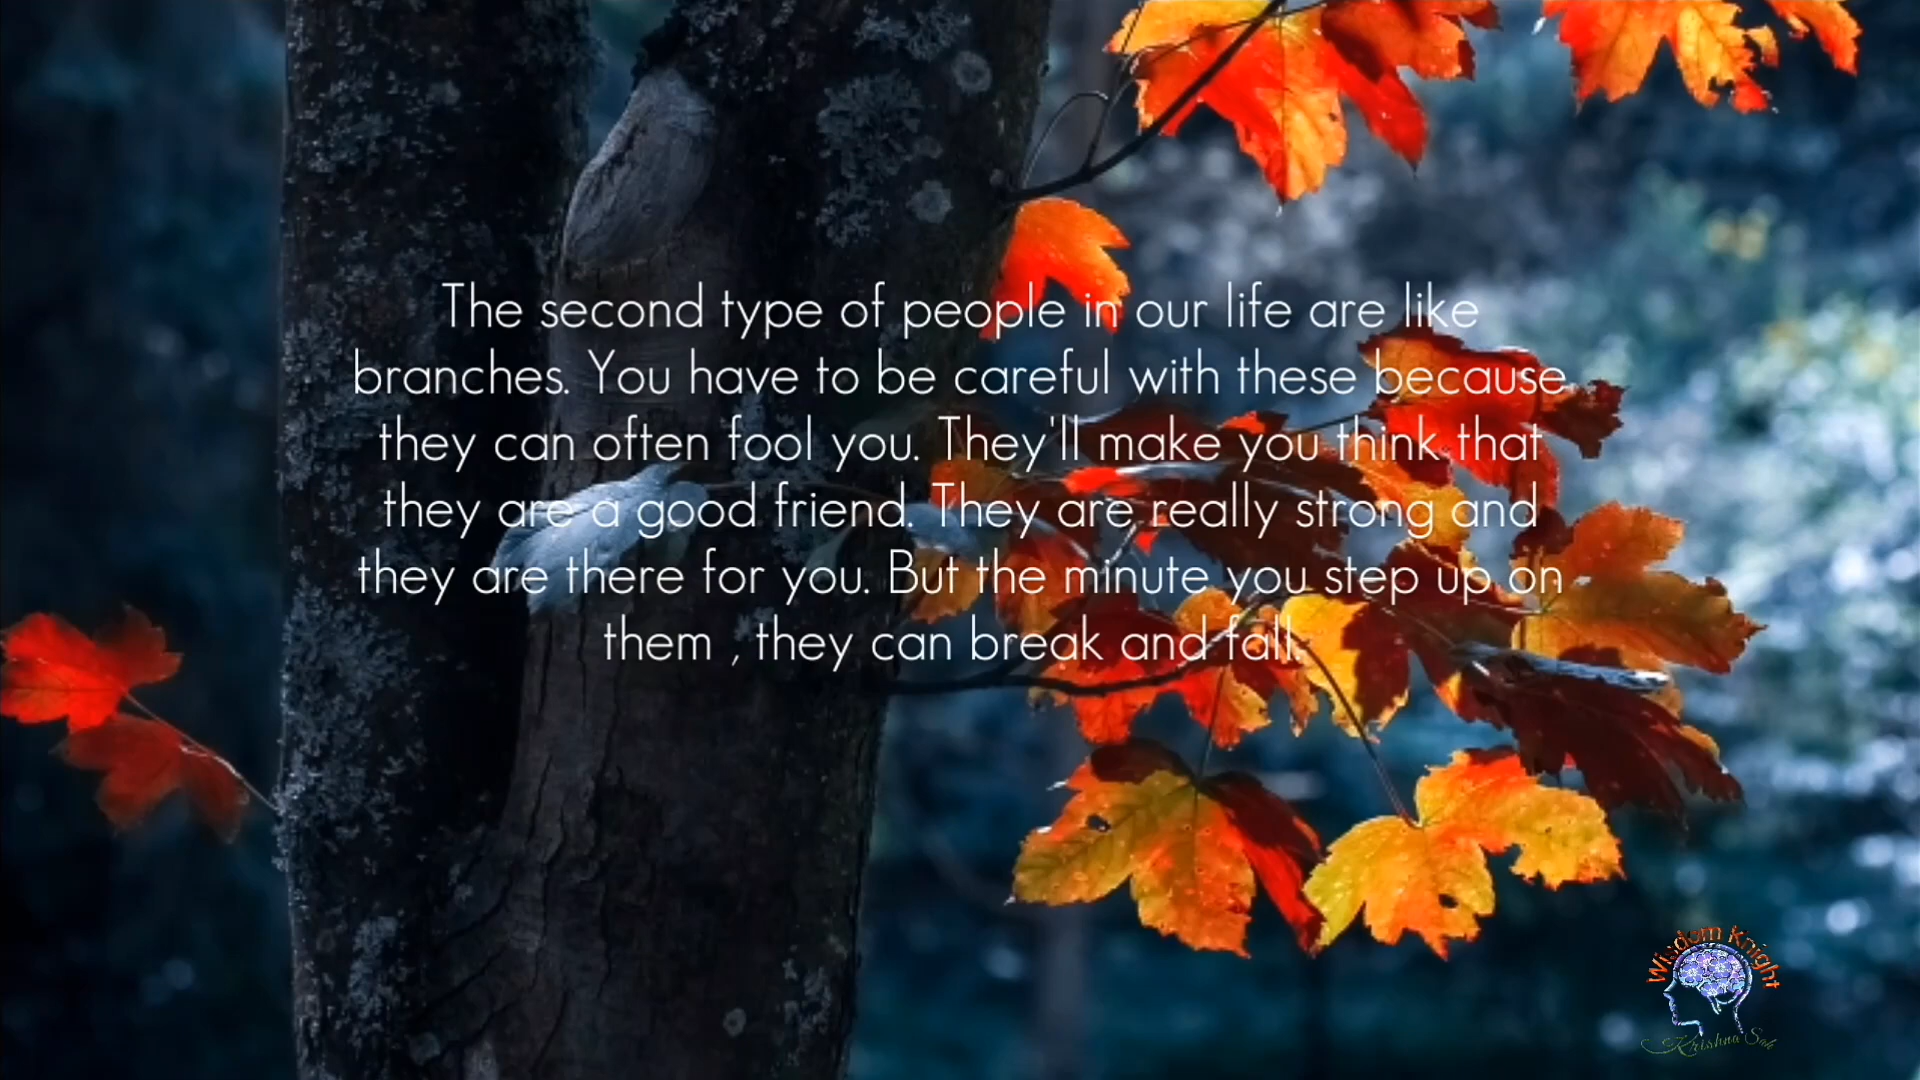 The second type of people in our life are like
branches. You have to be careful with these because
they can often fool you. They'll make you think that
they are a good friend. They are really strong and
they are there for you. But the minute you step up on
them , they can break and fall.
Wisdom Knight
Krishna Sah